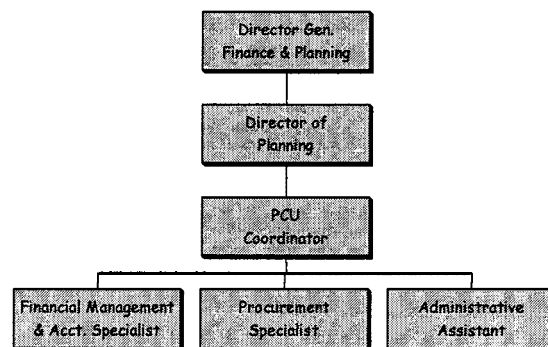 Director Gen.
Finance & Planning
Director of
Planning
PCU
Coordinator
Financial Management
& Acct. Specialist
Procurement
Specialist
Administrative
Assistant